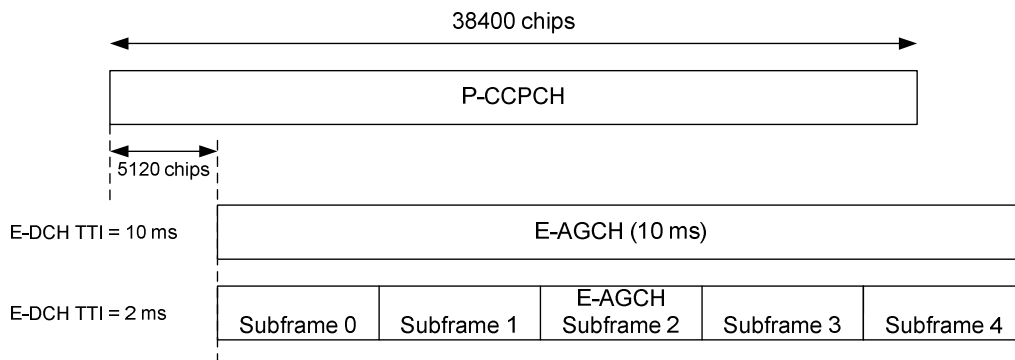 38400 chips
P-CCPCH
5120 chips
E-DCH TTI = 10 ms
E-AGCH (10 ms)
E-DCH TTI = 2 ms
Subframe 0
Subframe 1
E-AGCH
Subframe 2
Subframe 3
Subframe 4